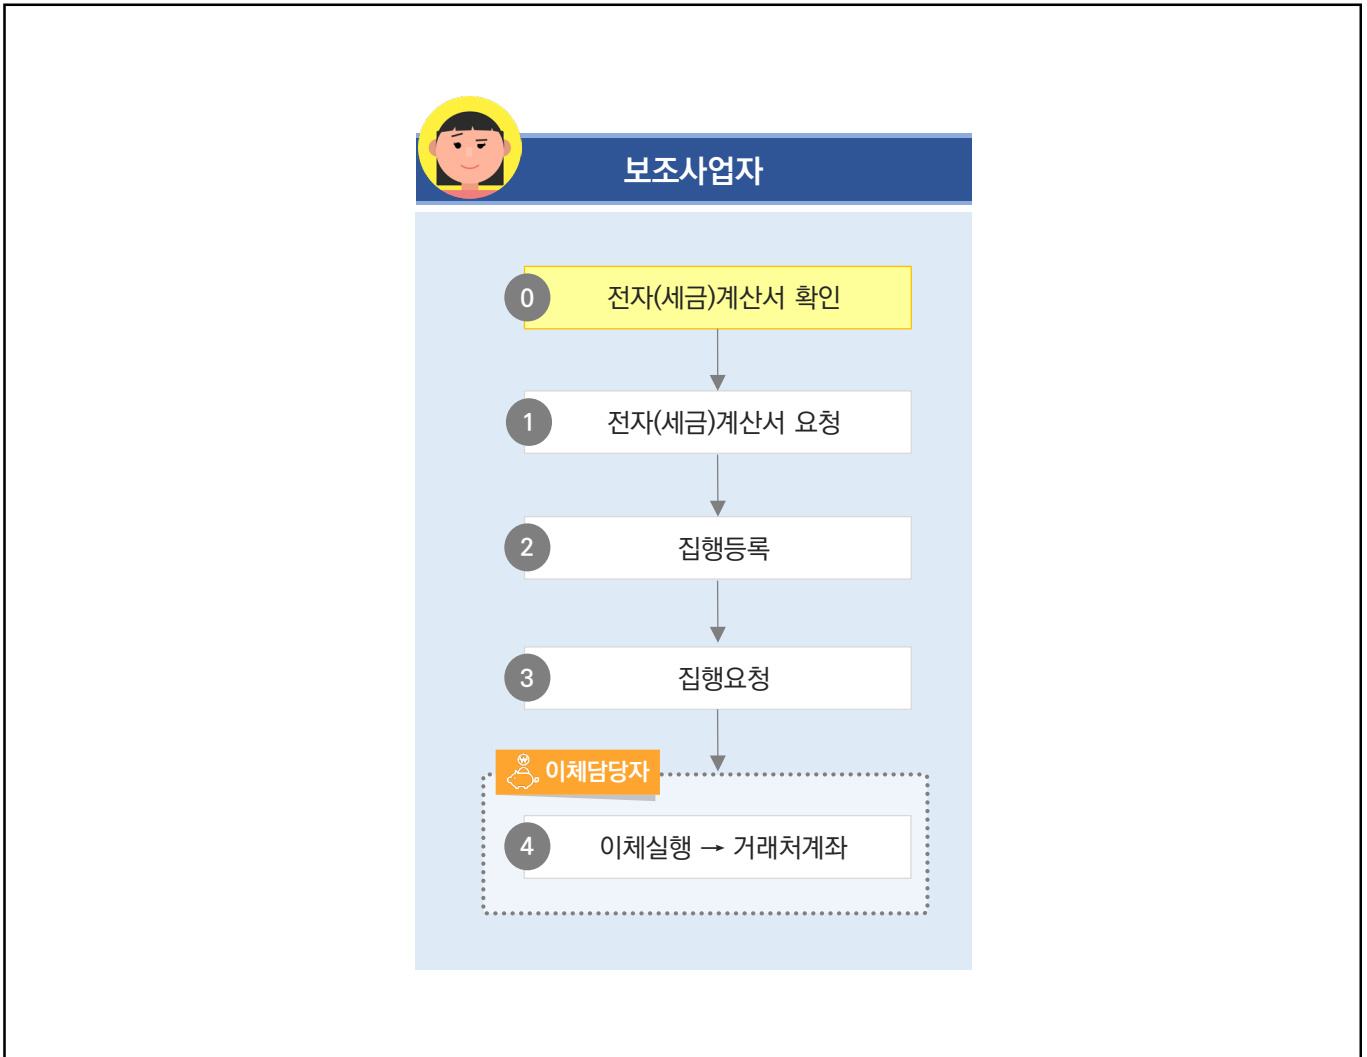 보조사업자
0 전자(세금)계산서 확인
1 전자(세금)계산서 요청
2 집행등록
3 집행요청
이체담당자
4 이체실행 → 거래처계좌